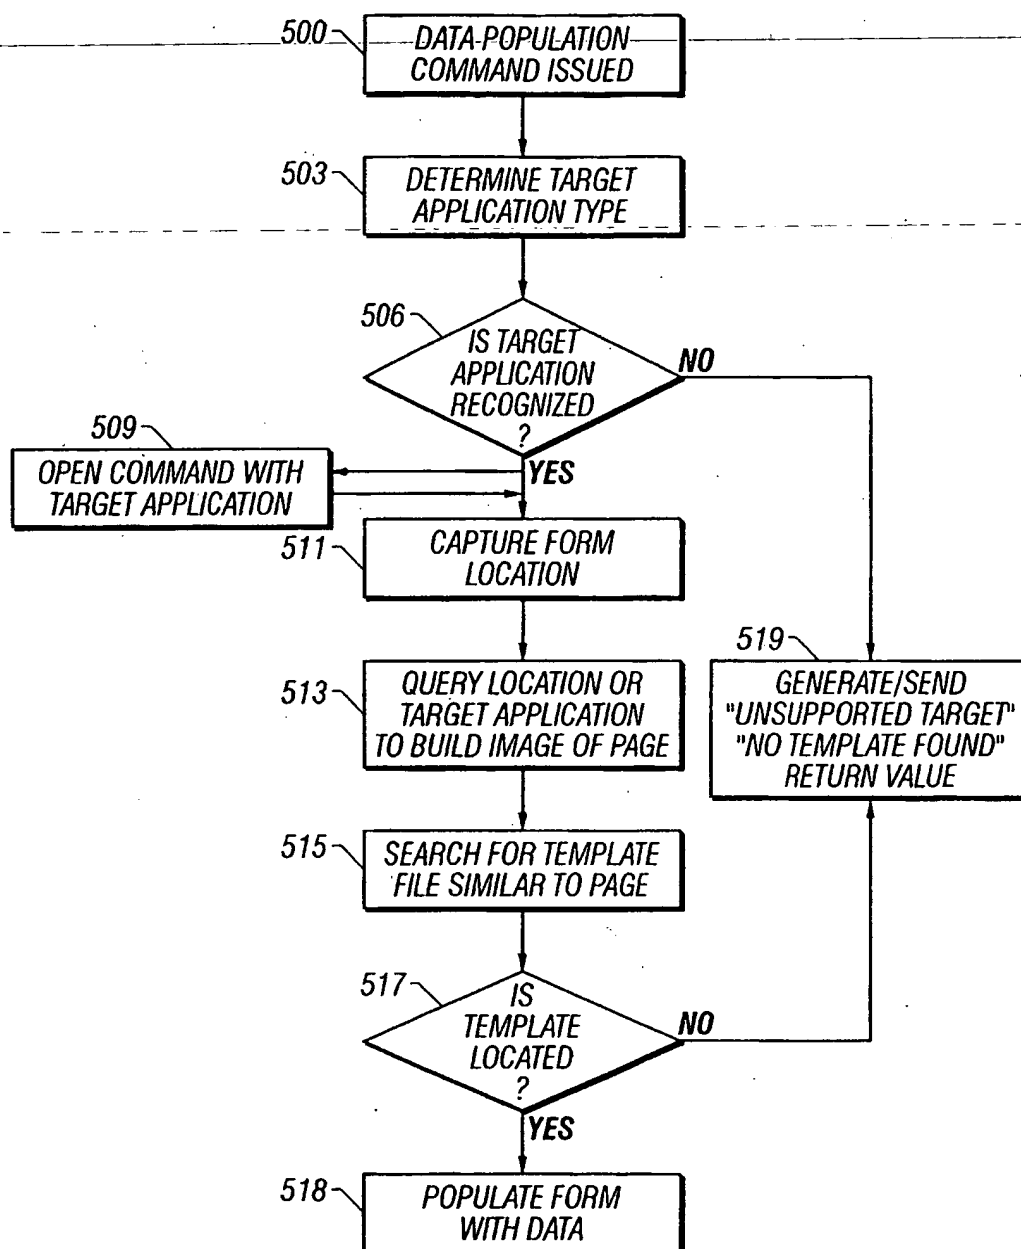 500
DATA POPULATION
COMMAND ISSUED
503
DETERMINE TARGET
APPLICATION TYPE
506
IS TARGET
APPLICATION
RECOGNIZED
?
NO
YES
509
OPEN COMMAND WITH
TARGET APPLICATION
511
CAPTURE FORM
LOCATION
513
QUERY LOCATION OR
TARGET APPLICATION
TO BUILD IMAGE OF PAGE
519
GENERATE/SEND
"UNSUPPORTED TARGET"
"NO TEMPLATE FOUND"
RETURN VALUE
515
SEARCH FOR TEMPLATE
FILE SIMILAR TO PAGE
517
IS
TEMPLATE
LOCATED
?
NO
YES
518
POPULATE FORM
WITH DATA